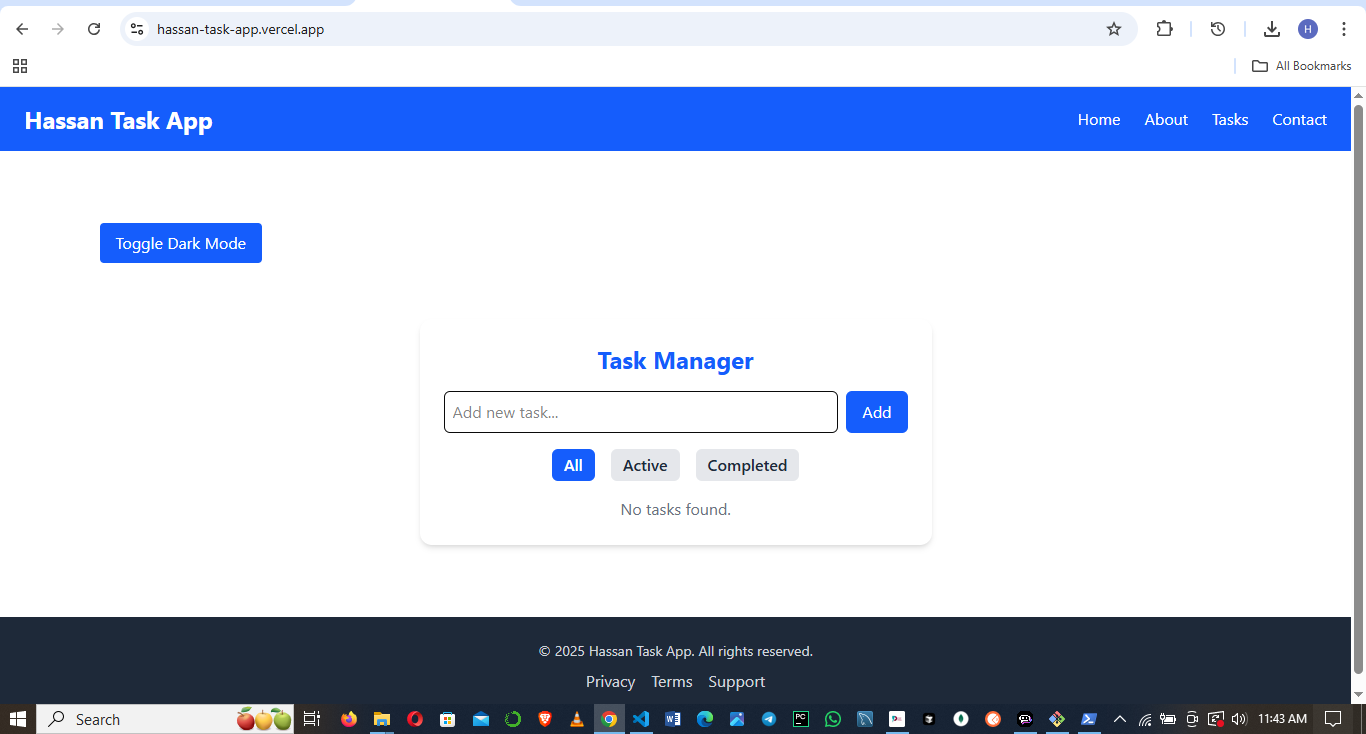 hassan-task-app.vercel.app
H
All Bookmarks
Hassan Task App
Home About Tasks Contact
Toggle Dark Mode
Task Manager
Add new task... Add
All Active Completed
No tasks found.
© 2025 Hassan Task App. All rights reserved.
Privacy Terms Support
Search PC 11:43 AM